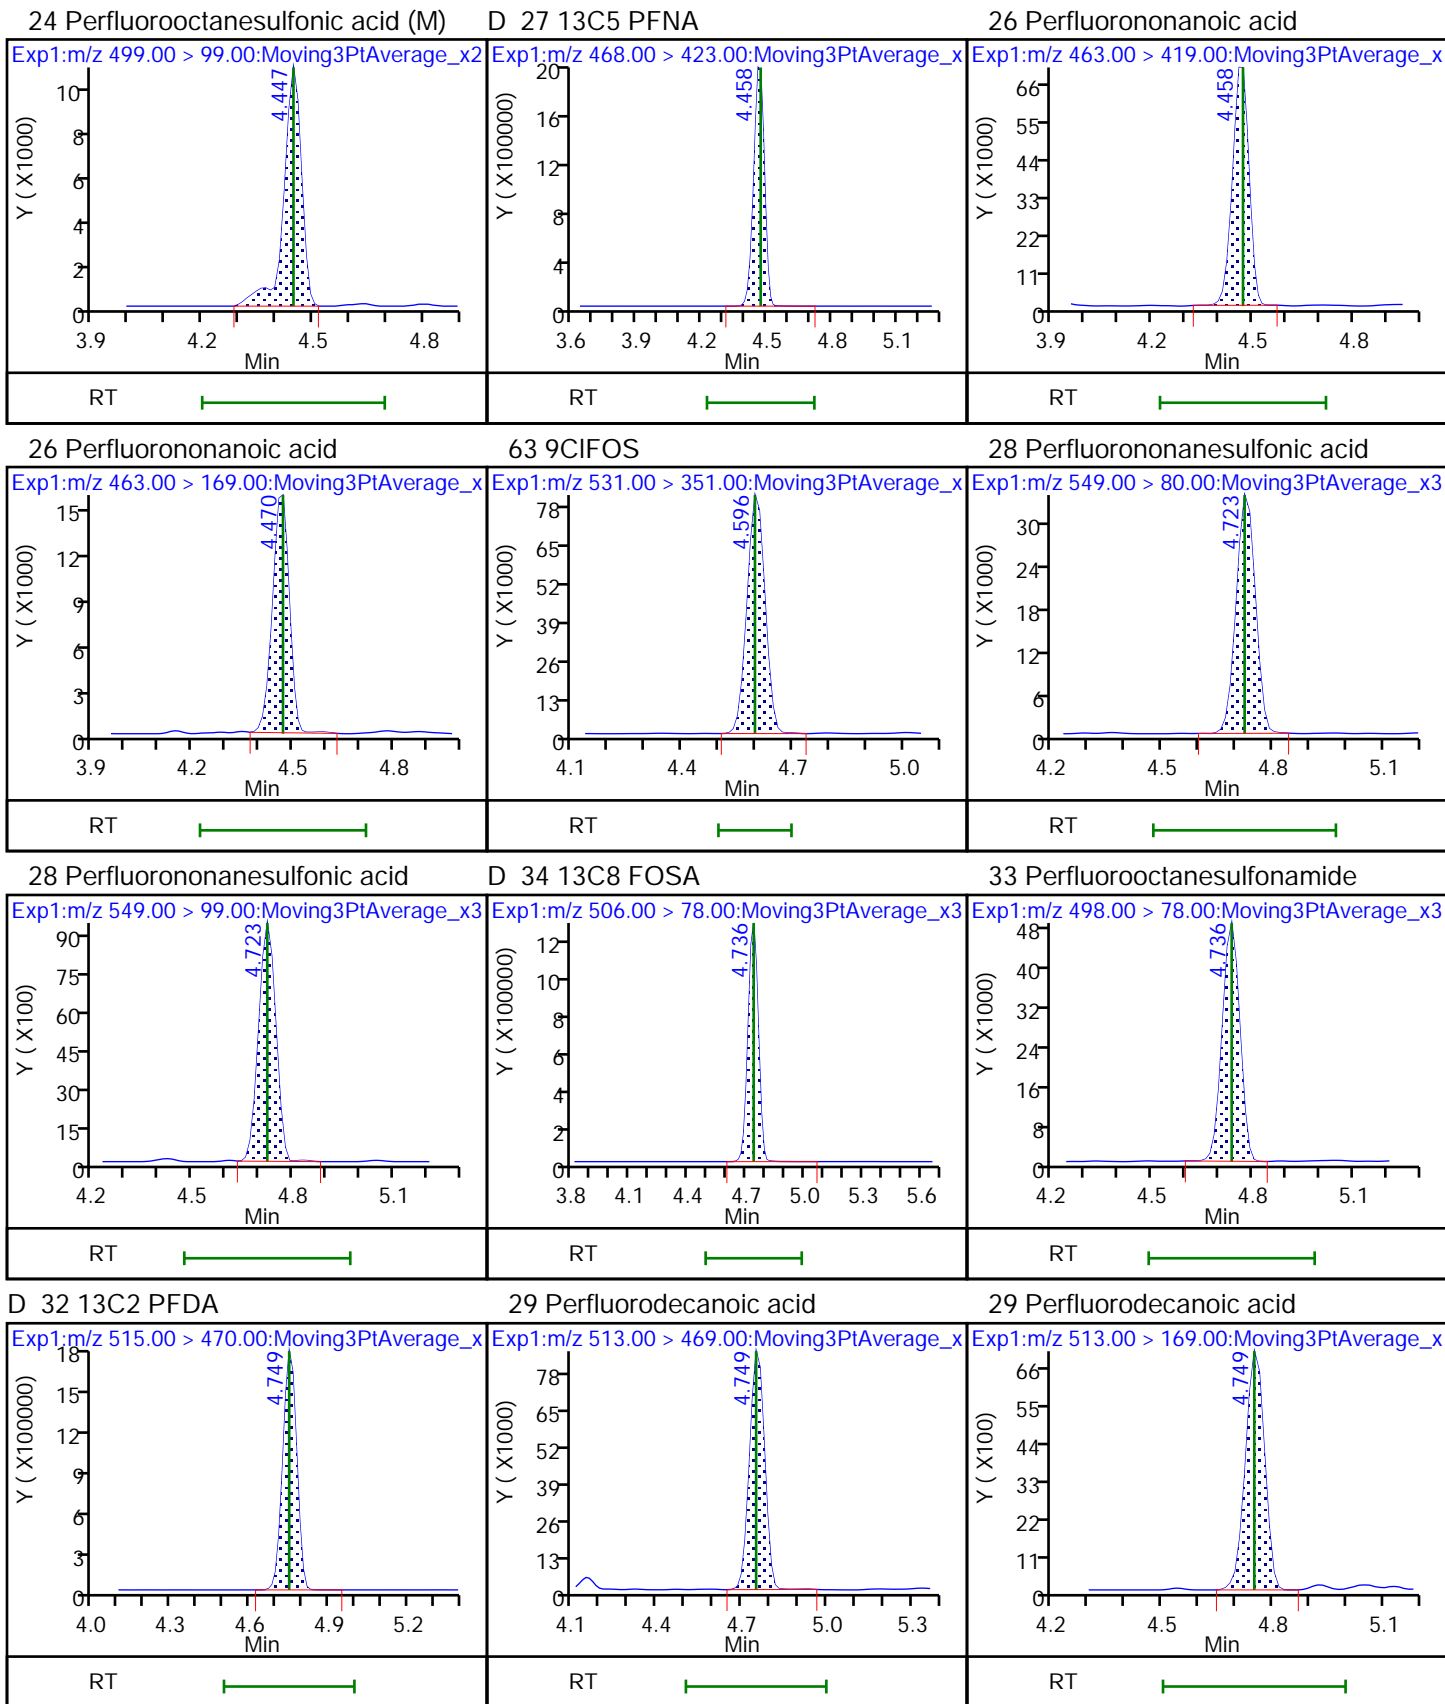 24 Perfluorooctanesulfonic acid (M)
Exp1:m/z 499.00 > 99.00:Moving3PtAverage_x2
4.447
Y ( X1000)
10
8
6
4
2
0
3.9 4.2 4.5 4.8
Min
RT
D 27 13C5 PFNA
Exp1:m/z 468.00 > 423.00:Moving3PtAverage_x
4.458
Y ( X100000)
20
16
12
8
4
0
3.6 3.9 4.2 4.5 4.8 5.1
Min
RT
26 Perfluorononanoic acid
Exp1:m/z 463.00 > 419.00:Moving3PtAverage_x
4.458
Y ( X1000)
66
55
44
33
22
11
0
3.9 4.2 4.5 4.8
Min
RT
26 Perfluorononanoic acid
Exp1:m/z 463.00 > 169.00:Moving3PtAverage_x
4.470
Y ( X1000)
15
12
9
6
3
0
3.9 4.2 4.5 4.8
Min
RT
63 9ClFOS
Exp1:m/z 531.00 > 351.00:Moving3PtAverage_x
4.596
Y ( X1000)
78
65
52
39
26
13
0
4.1 4.4 4.7 5.0
Min
RT
28 Perfluorononanesulfonic acid
Exp1:m/z 549.00 > 80.00:Moving3PtAverage_x3
4.723
Y ( X1000)
30
24
18
12
6
0
4.2 4.5 4.8 5.1
Min
RT
28 Perfluorononanesulfonic acid
Exp1:m/z 549.00 > 99.00:Moving3PtAverage_x3
4.723
Y ( X100)
90
75
60
45
30
15
0
4.2 4.5 4.8 5.1
Min
RT
D 34 13C8 FOSA
Exp1:m/z 506.00 > 78.00:Moving3PtAverage_x3
4.736
Y ( X100000)
12
10
8
6
4
2
0
3.8 4.1 4.4 4.7 5.0 5.3 5.6
Min
RT
33 Perfluorooctanesulfonamide
Exp1:m/z 498.00 > 78.00:Moving3PtAverage_x3
4.736
Y ( X1000)
48
40
32
24
16
8
0
4.2 4.5 4.8 5.1
Min
RT
D 32 13C2 PFDA
Exp1:m/z 515.00 > 470.00:Moving3PtAverage_x
4.749
Y ( X100000)
18
15
12
9
6
3
0
4.0 4.3 4.6 4.9 5.2
Min
RT
29 Perfluorodecanoic acid
Exp1:m/z 513.00 > 469.00:Moving3PtAverage_x
4.749
Y ( X1000)
78
65
52
39
26
13
0
4.1 4.4 4.7 5.0 5.3
Min
RT
29 Perfluorodecanoic acid
Exp1:m/z 513.00 > 169.00:Moving3PtAverage_x
4.749
Y ( X100)
66
55
44
33
22
11
0
4.2 4.5 4.8 5.1
Min
RT